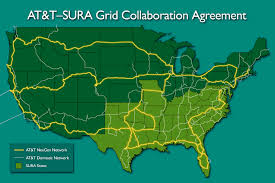 AT&T–SURA Grid Collaboration Agreement
AT&T NexGen Network
AT&T Domestic Network
SURA States